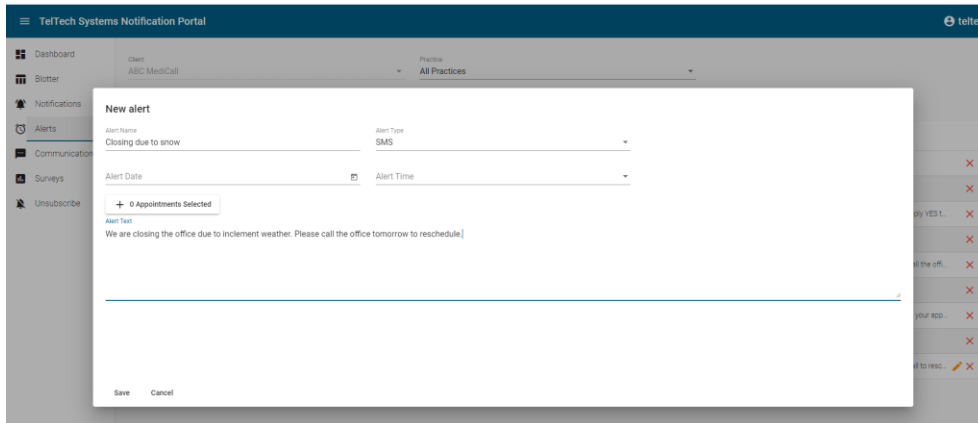 TelTech Systems Notification Portal
telte
Dashboard
Blotter
Notifications
Alerts
Communication
Surveys
Unsubscribe
Client
ABC MediCall
Practice
All Practices
New alert
Alert Name
Closing due to snow
Alert Type
SMS
Alert Date
Alert Time
+ 0 Appointments Selected
Alert Text
We are closing the office due to inclement weather. Please call the office tomorrow to reschedule.
Save Cancel
ply YES t...
all the offi...
your app...
ll to resc...